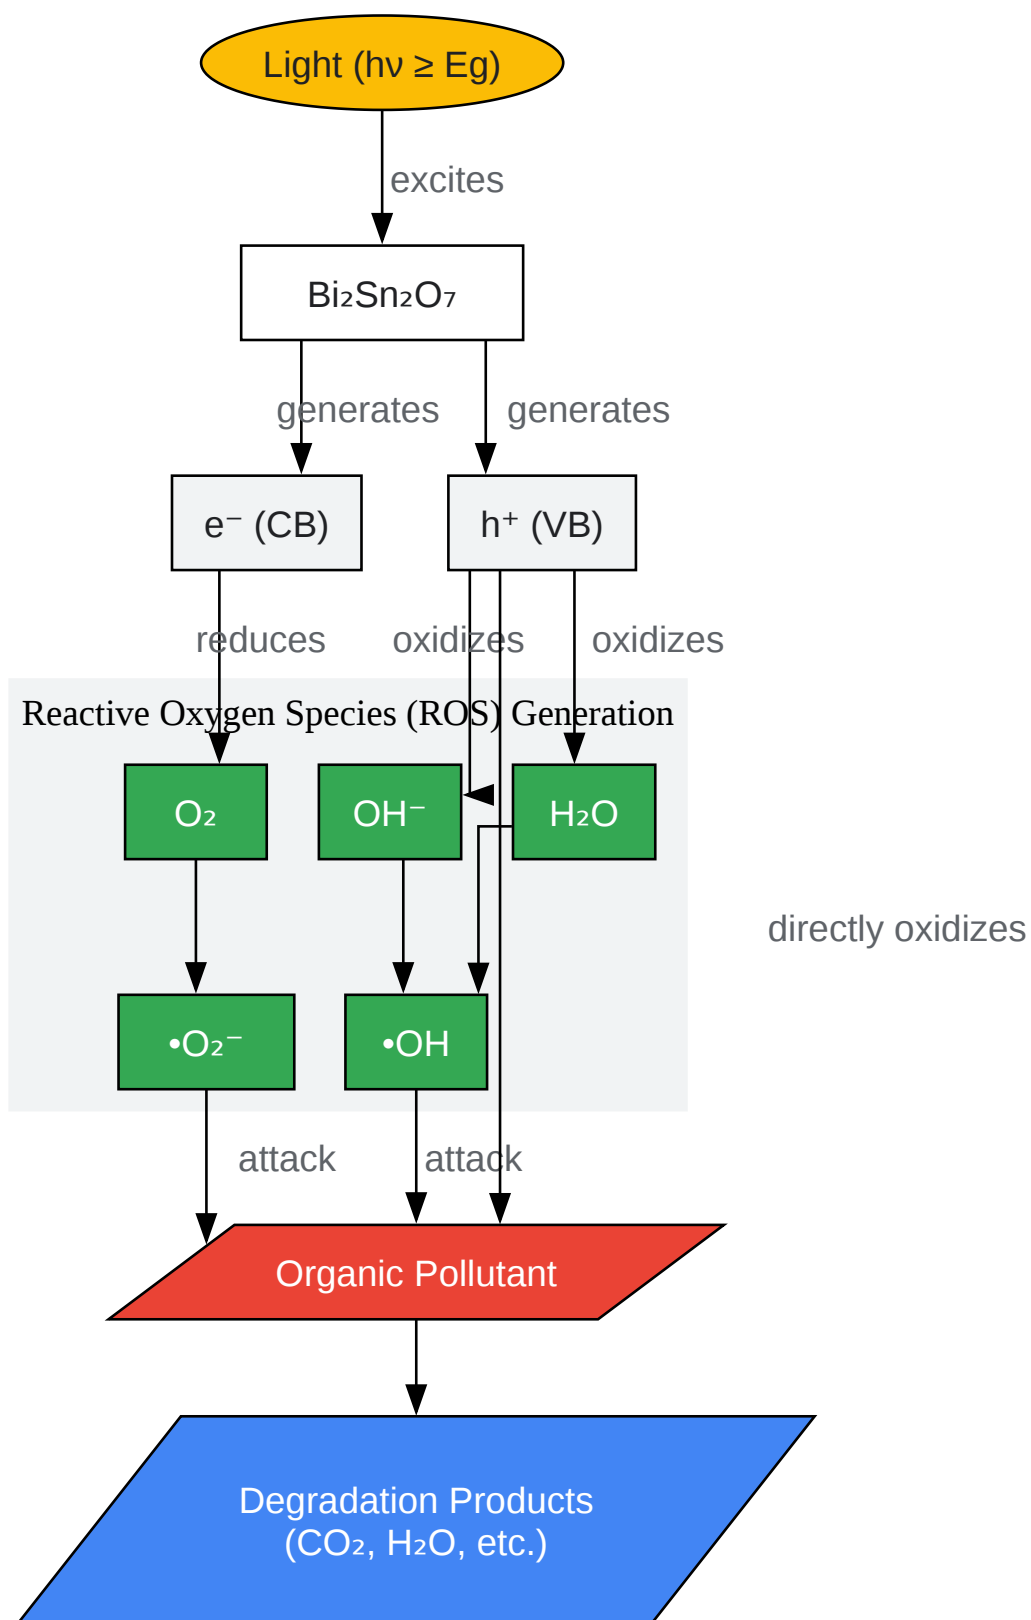 Light (hν ≥ Eg)
excites
Bi₂Sn₂O₇
generates
generates
e⁻ (CB)
h⁺ (VB)
reduces
oxidizes
oxidizes
Reactive Oxygen Species (ROS) Generation
O₂
OH⁻
H₂O
directly oxidizes
•O₂⁻
•OH
attack
attack
Organic Pollutant
Degradation Products
(CO₂, H₂O, etc.)